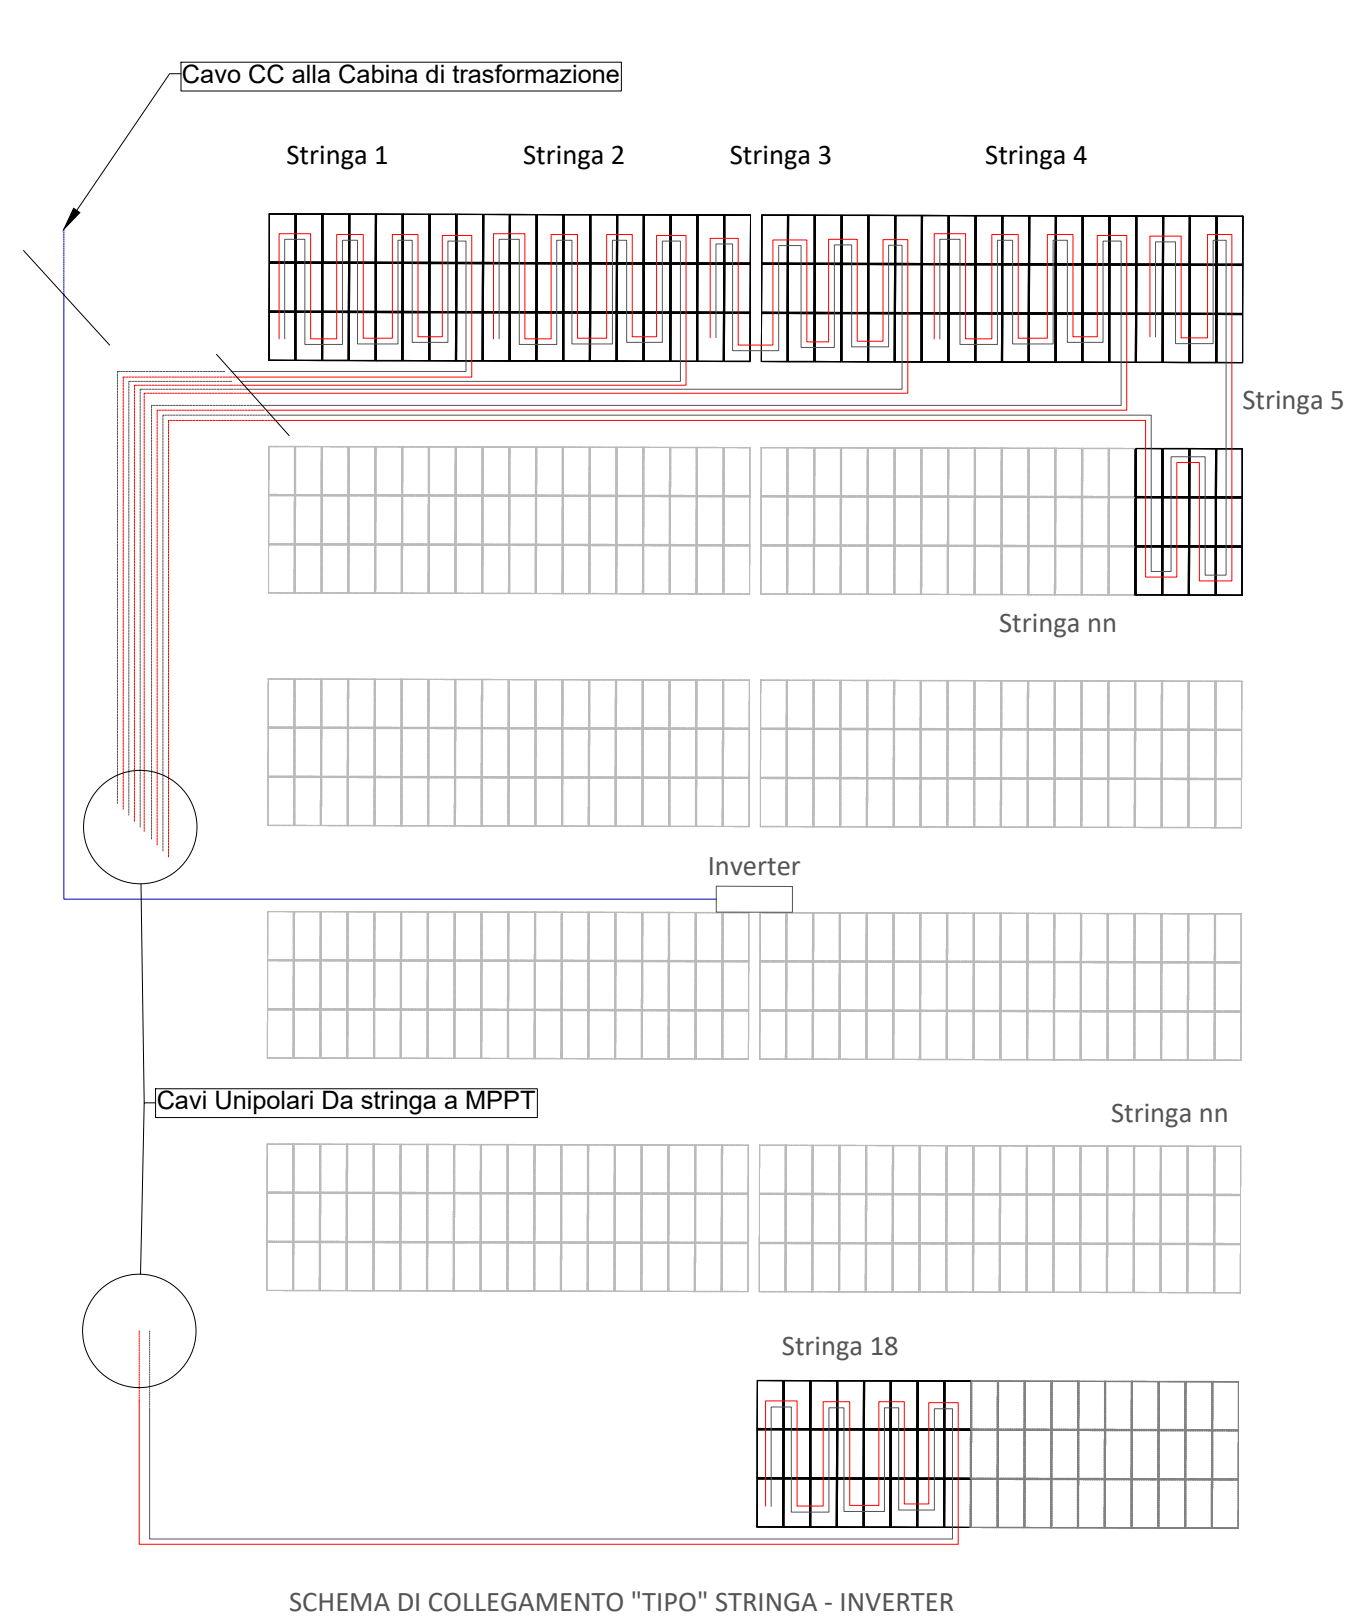 Cavo CC alla Cabina di trasformazione
Stringa 1
Stringa 2
Stringa 3
Stringa 4
Stringa 5
Stringa nn
Inverter
Cavi Unipolari Da stringa a MPPT
Stringa nn
Stringa 18
SCHEMA DI COLLEGAMENTO "TIPO" STRINGA - INVERTER